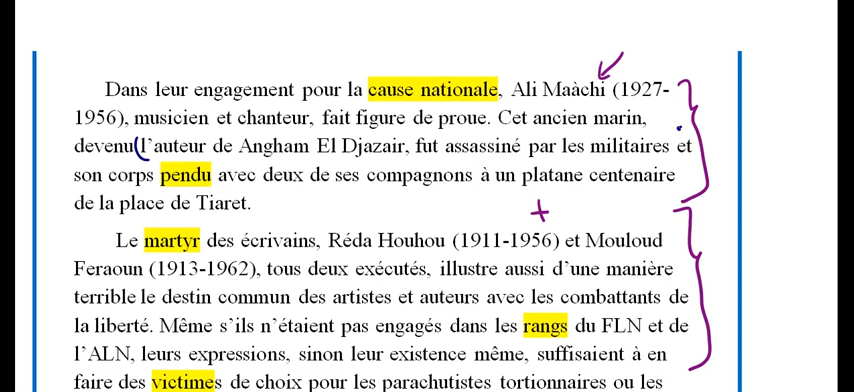 Dans leur engagement pour la cause nationale, Ali Maàchi (1927-
1956), musicien et chanteur, fait figure de proue. Cet ancien marin,
devenu l'auteur de Angham El Djazair, fut assassiné par les militaires et
son corps pendu avec deux de ses compagnons à un platane centenaire
de la place de Tiaret.
Le martyr des écrivains, Réda Houhou (1911-1956) et Mouloud
Feraoun (1913-1962), tous deux exécutés, illustre aussi d'une manière
terrible le destin commun des artistes et auteurs avec les combattants de
la liberté. Même s'ils n'étaient pas engagés dans les rangs du FLN et de
l'ALN, leurs expressions, sinon leur existence même, suffisaient à en
faire des victimes de choix pour les parachutistes tortionnaires ou les